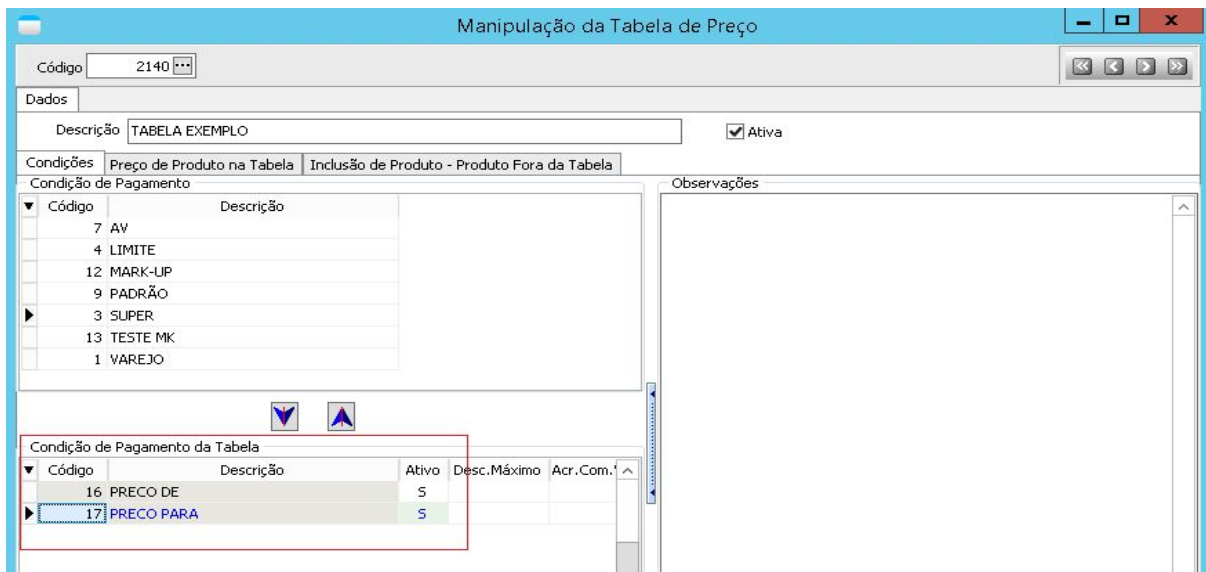 Manipulação da Tabela de Preço
Código 2140
Dados
Descrição TABELA EXEMPLO Ativa
Condições Preço de Produto na Tabela Inclusão de Produto - Produto Fora da Tabela
Condição de Pagamento Observações
Código Descrição
7 AV
4 LIMITE
12 MARK-UP
9 PADRÃO
3 SUPER
13 TESTE MK
1 VAREJO
Condição de Pagamento da Tabela
Código Descrição Ativo Desc.Máximo Acr.Com.
16 PRECO DE S
17 PRECO PARA S